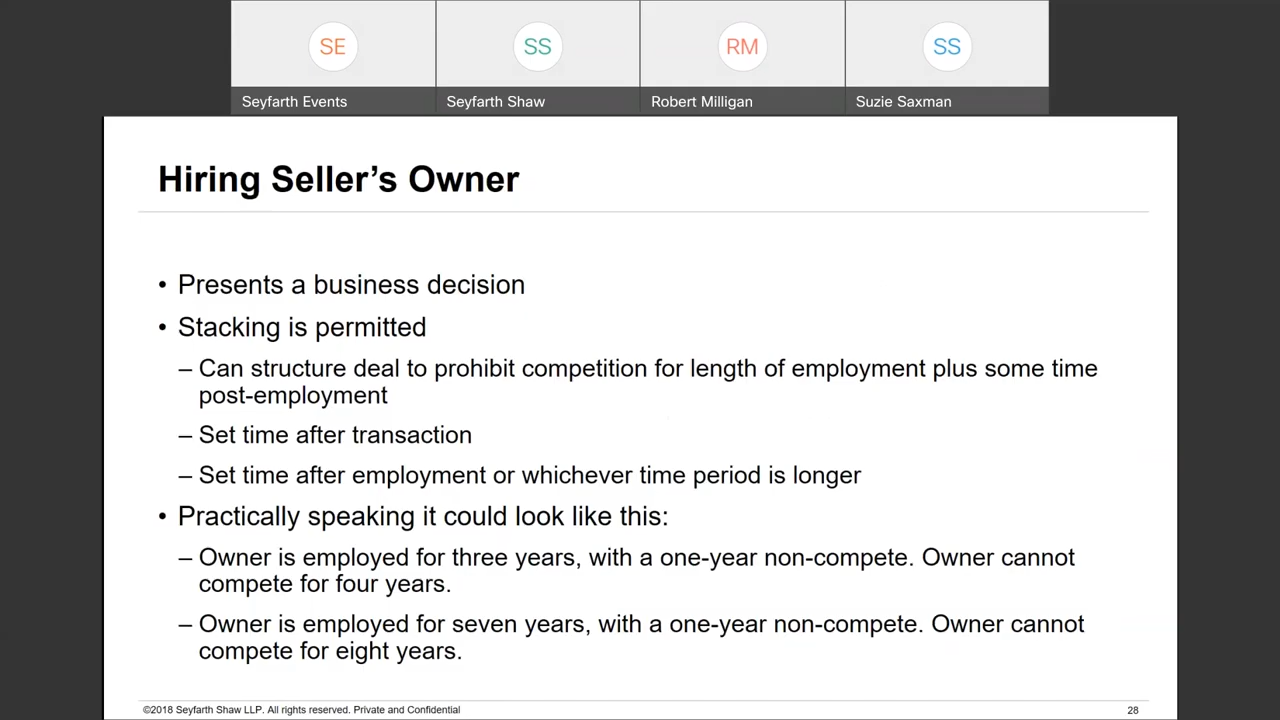 SE
SS
RM
SS
Seyfarth Events
Seyfarth Shaw
Robert Milligan
Suzie Saxman
Hiring Seller’s Owner
• Presents a business decision
• Stacking is permitted
– Can structure deal to prohibit competition for length of employment plus some time
post-employment
– Set time after transaction
– Set time after employment or whichever time period is longer
• Practically speaking it could look like this:
– Owner is employed for three years, with a one-year non-compete. Owner cannot
compete for four years.
– Owner is employed for seven years, with a one-year non-compete. Owner cannot
compete for eight years.
©2018 Seyfarth Shaw LLP. All rights reserved. Private and Confidential
28